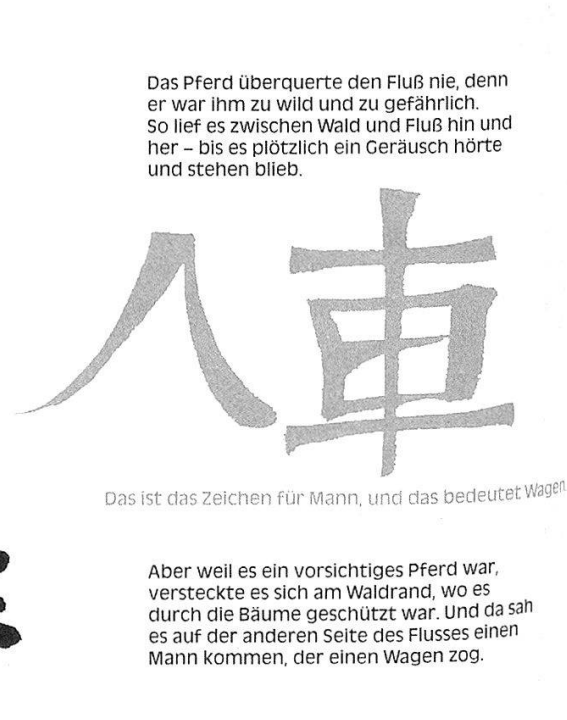 Das Pferd überquerte den Fluß nie, denn
er war ihm zu wild und zu gefährlich.
So lief es zwischen Wald und Fluß hin und
her – bis es plötzlich ein Geräusch hörte
und stehen blieb.
人車
Das ist das Zeichen für Mann, und das bedeutet Wagen
Aber weil es ein vorsichtiges Pferd war,
versteckte es sich am Waldrand, wo es
durch die Bäume geschützt war. Und da sah
es auf der anderen Seite des Flusses einen
Mann kommen, der einen Wagen zog.